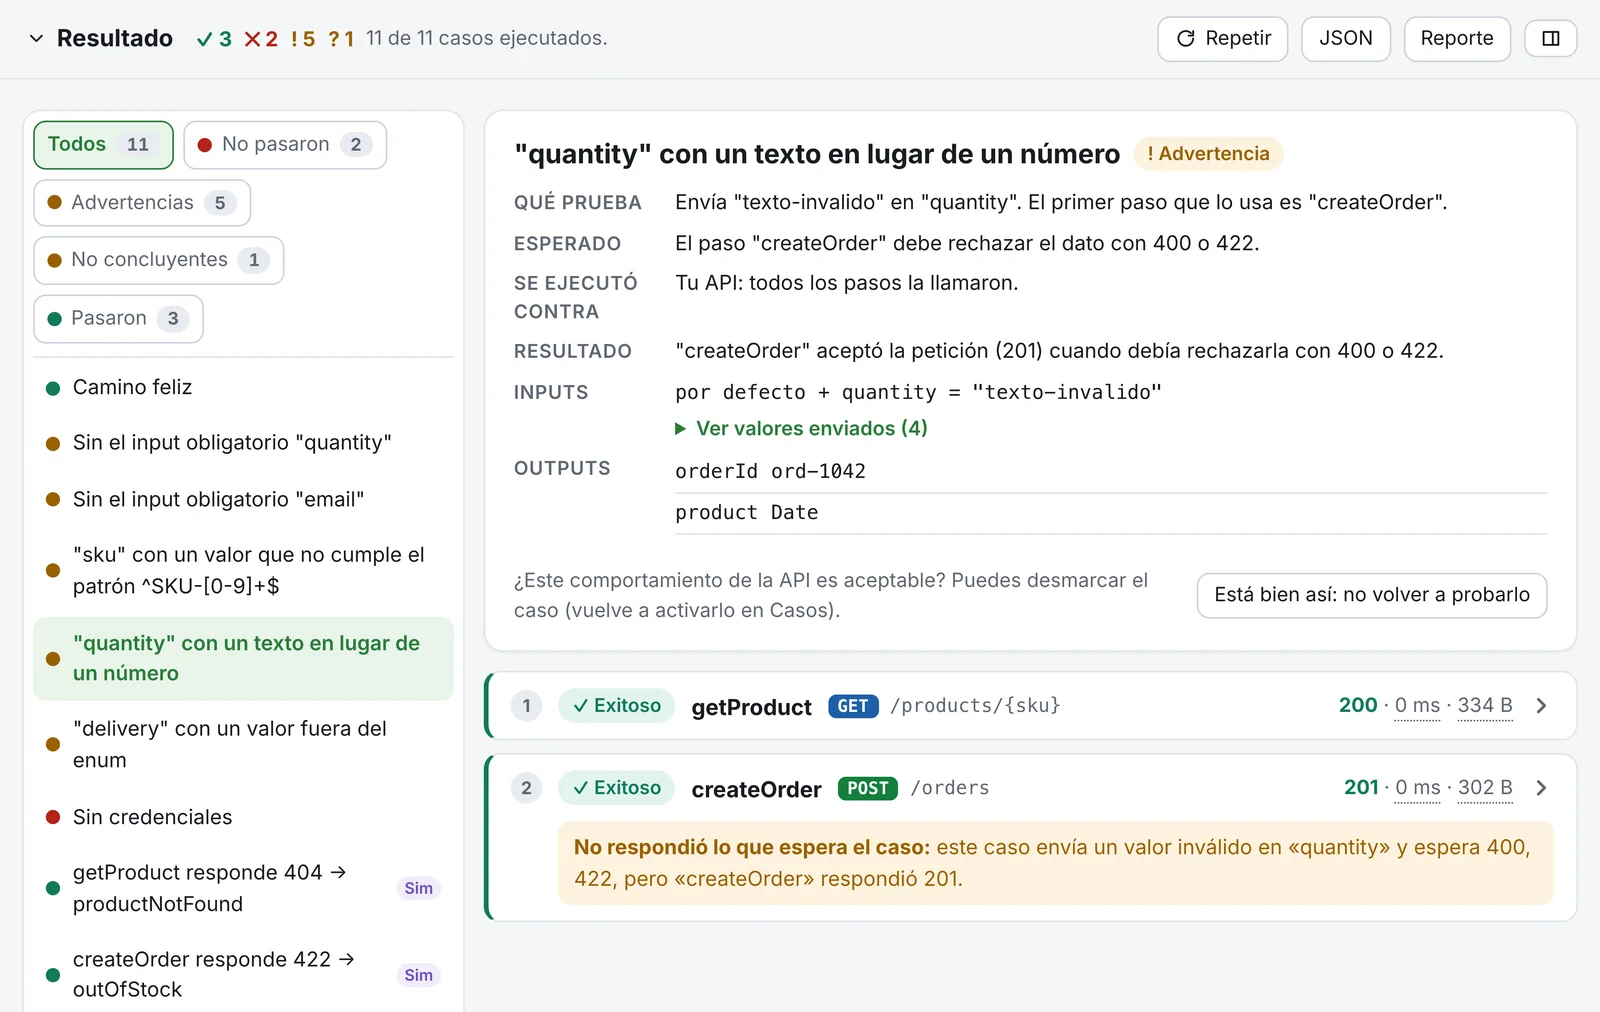 Resultado ✓ 3 ✕ 2 ! 5 ? 1 11 de 11 casos ejecutados.
Repetir JSON Reporte
Todos 11
No pasaron 2
Advertencias 5
No concluyentes 1
Pasaron 3
Camino feliz
Sin el input obligatorio "quantity"
Sin el input obligatorio "email"
"sku" con un valor que no cumple el
patrón ^SKU-[0-9]+$
"quantity" con un texto en lugar de
un número
"delivery" con un valor fuera del
enum
Sin credenciales
getProduct responde 404 →
productNotFound
Sim
createOrder responde 422 →
outOfStock
Sim
"quantity" con un texto en lugar de un número ! Advertencia
QUÉ PRUEBA Envía "texto-invalido" en "quantity". El primer paso que lo usa es "createOrder".
ESPERADO El paso "createOrder" debe rechazar el dato con 400 o 422.
SE EJECUTÓ
CONTRA
Tu API: todos los pasos la llamaron.
RESULTADO "createOrder" aceptó la petición (201) cuando debía rechazarla con 400 o 422.
INPUTS por defecto + quantity = "texto-invalido"
▶ Ver valores enviados (4)
OUTPUTS orderId ord-1042
product Date
¿Este comportamiento de la API es aceptable? Puedes desmarcar el
caso (vuelve a activarlo en Casos).
Está bien así: no volver a probarlo
1 ✓ Exitoso getProduct GET /products/{sku} 200 · 0 ms · 334 B
2 ✓ Exitoso createOrder POST /orders 201 · 0 ms · 302 B
No respondió lo que espera el caso: este caso envía un valor inválido en «quantity» y espera 400,
422, pero «createOrder» respondió 201.